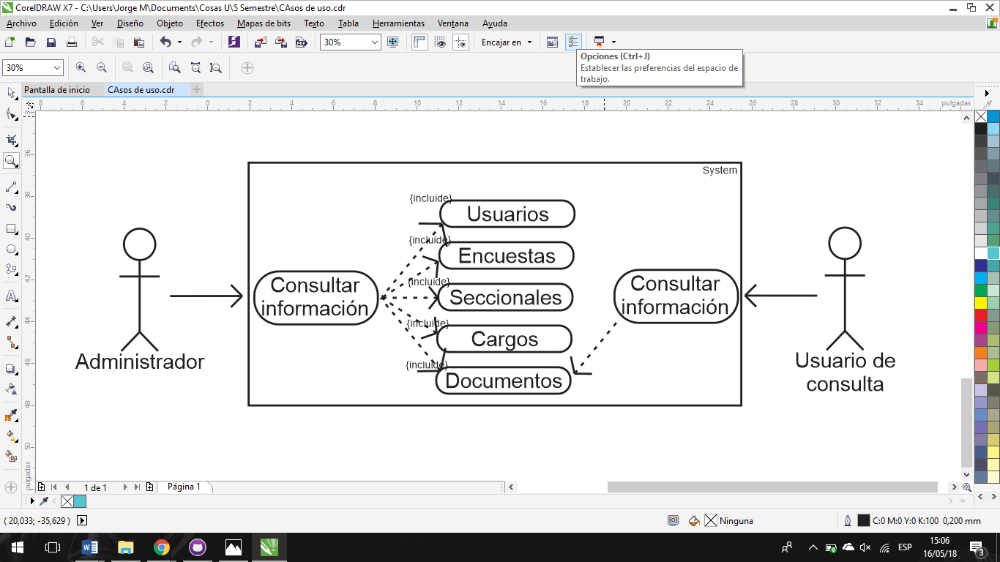 CorelDRAW X7 - C:\Users\Jorge M\Documents\Cosas U\5 Semestre\CAsos de uso.cdr
Archivo Edición Ver Diseño Objeto Efectos Mapas de bits Texto Tabla Herramientas Ventana Ayuda
30% Encajar en
30%
Opciones (Ctrl+J)
Establecer las preferencias del espacio de
trabajo.
Pantalla de inicio CAsos de uso.cdr
8 6 4 2 0 2 4 6 8 10 12 14 16 18 20 22 24 26 28 30 32 34 pulgadas
36
38
40
42
44
46
48
50
pulgadas
System
{incluide}
Usuarios
{incluide}
Encuestas
{incluide}
Seccionales
{incluide}
Cargos
{incluide}
Documentos
Consultar
información
Consultar
información
Administrador
Usuario de
consulta
1 de 1 Página 1
( 20,033; -35,629 ) Ninguna C:0 M:0 Y:0 K:100 0,200 mm
ESP 15:06
16/05/18 3